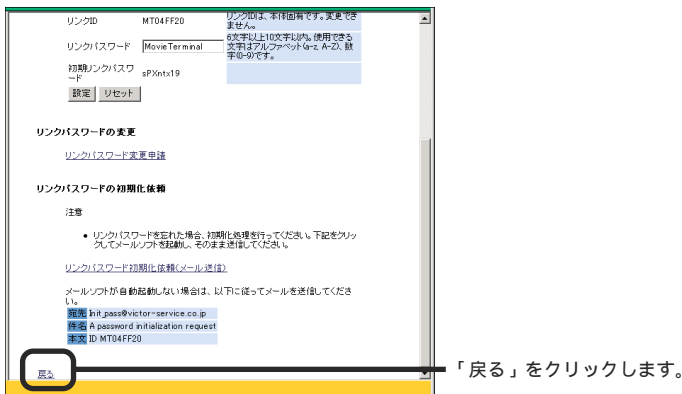 リンクID MT04FF20 リンクIDは、本体固有です。変更でき
ません。
リンクパスワード MovieTerminal 6文字以上10文字以内。使用できる
文字はアルファベット(a-z, A-Z)、数
字(0-9)です。
初期リンクパスワ
ード sPXntx19
設定 リセット
リンクパスワードの変更
リンクパスワード変更申請
リンクパスワードの初期化依頼
注意
• リンクパスワードを忘れた場合、初期化処理を行ってください。下記をクリッ
クしてメールソフトを起動し、そのまま送信してください。
リンクパスワード初期化依頼(メール送信)
メールソフトが自動起動しない場合は、以下に従ってメールを送信してくださ
い。
宛先 Init_pass@victor-service.co.jp
件名 A password initialization request
本文 ID MT04FF20
戻る
「戻る」をクリックします。